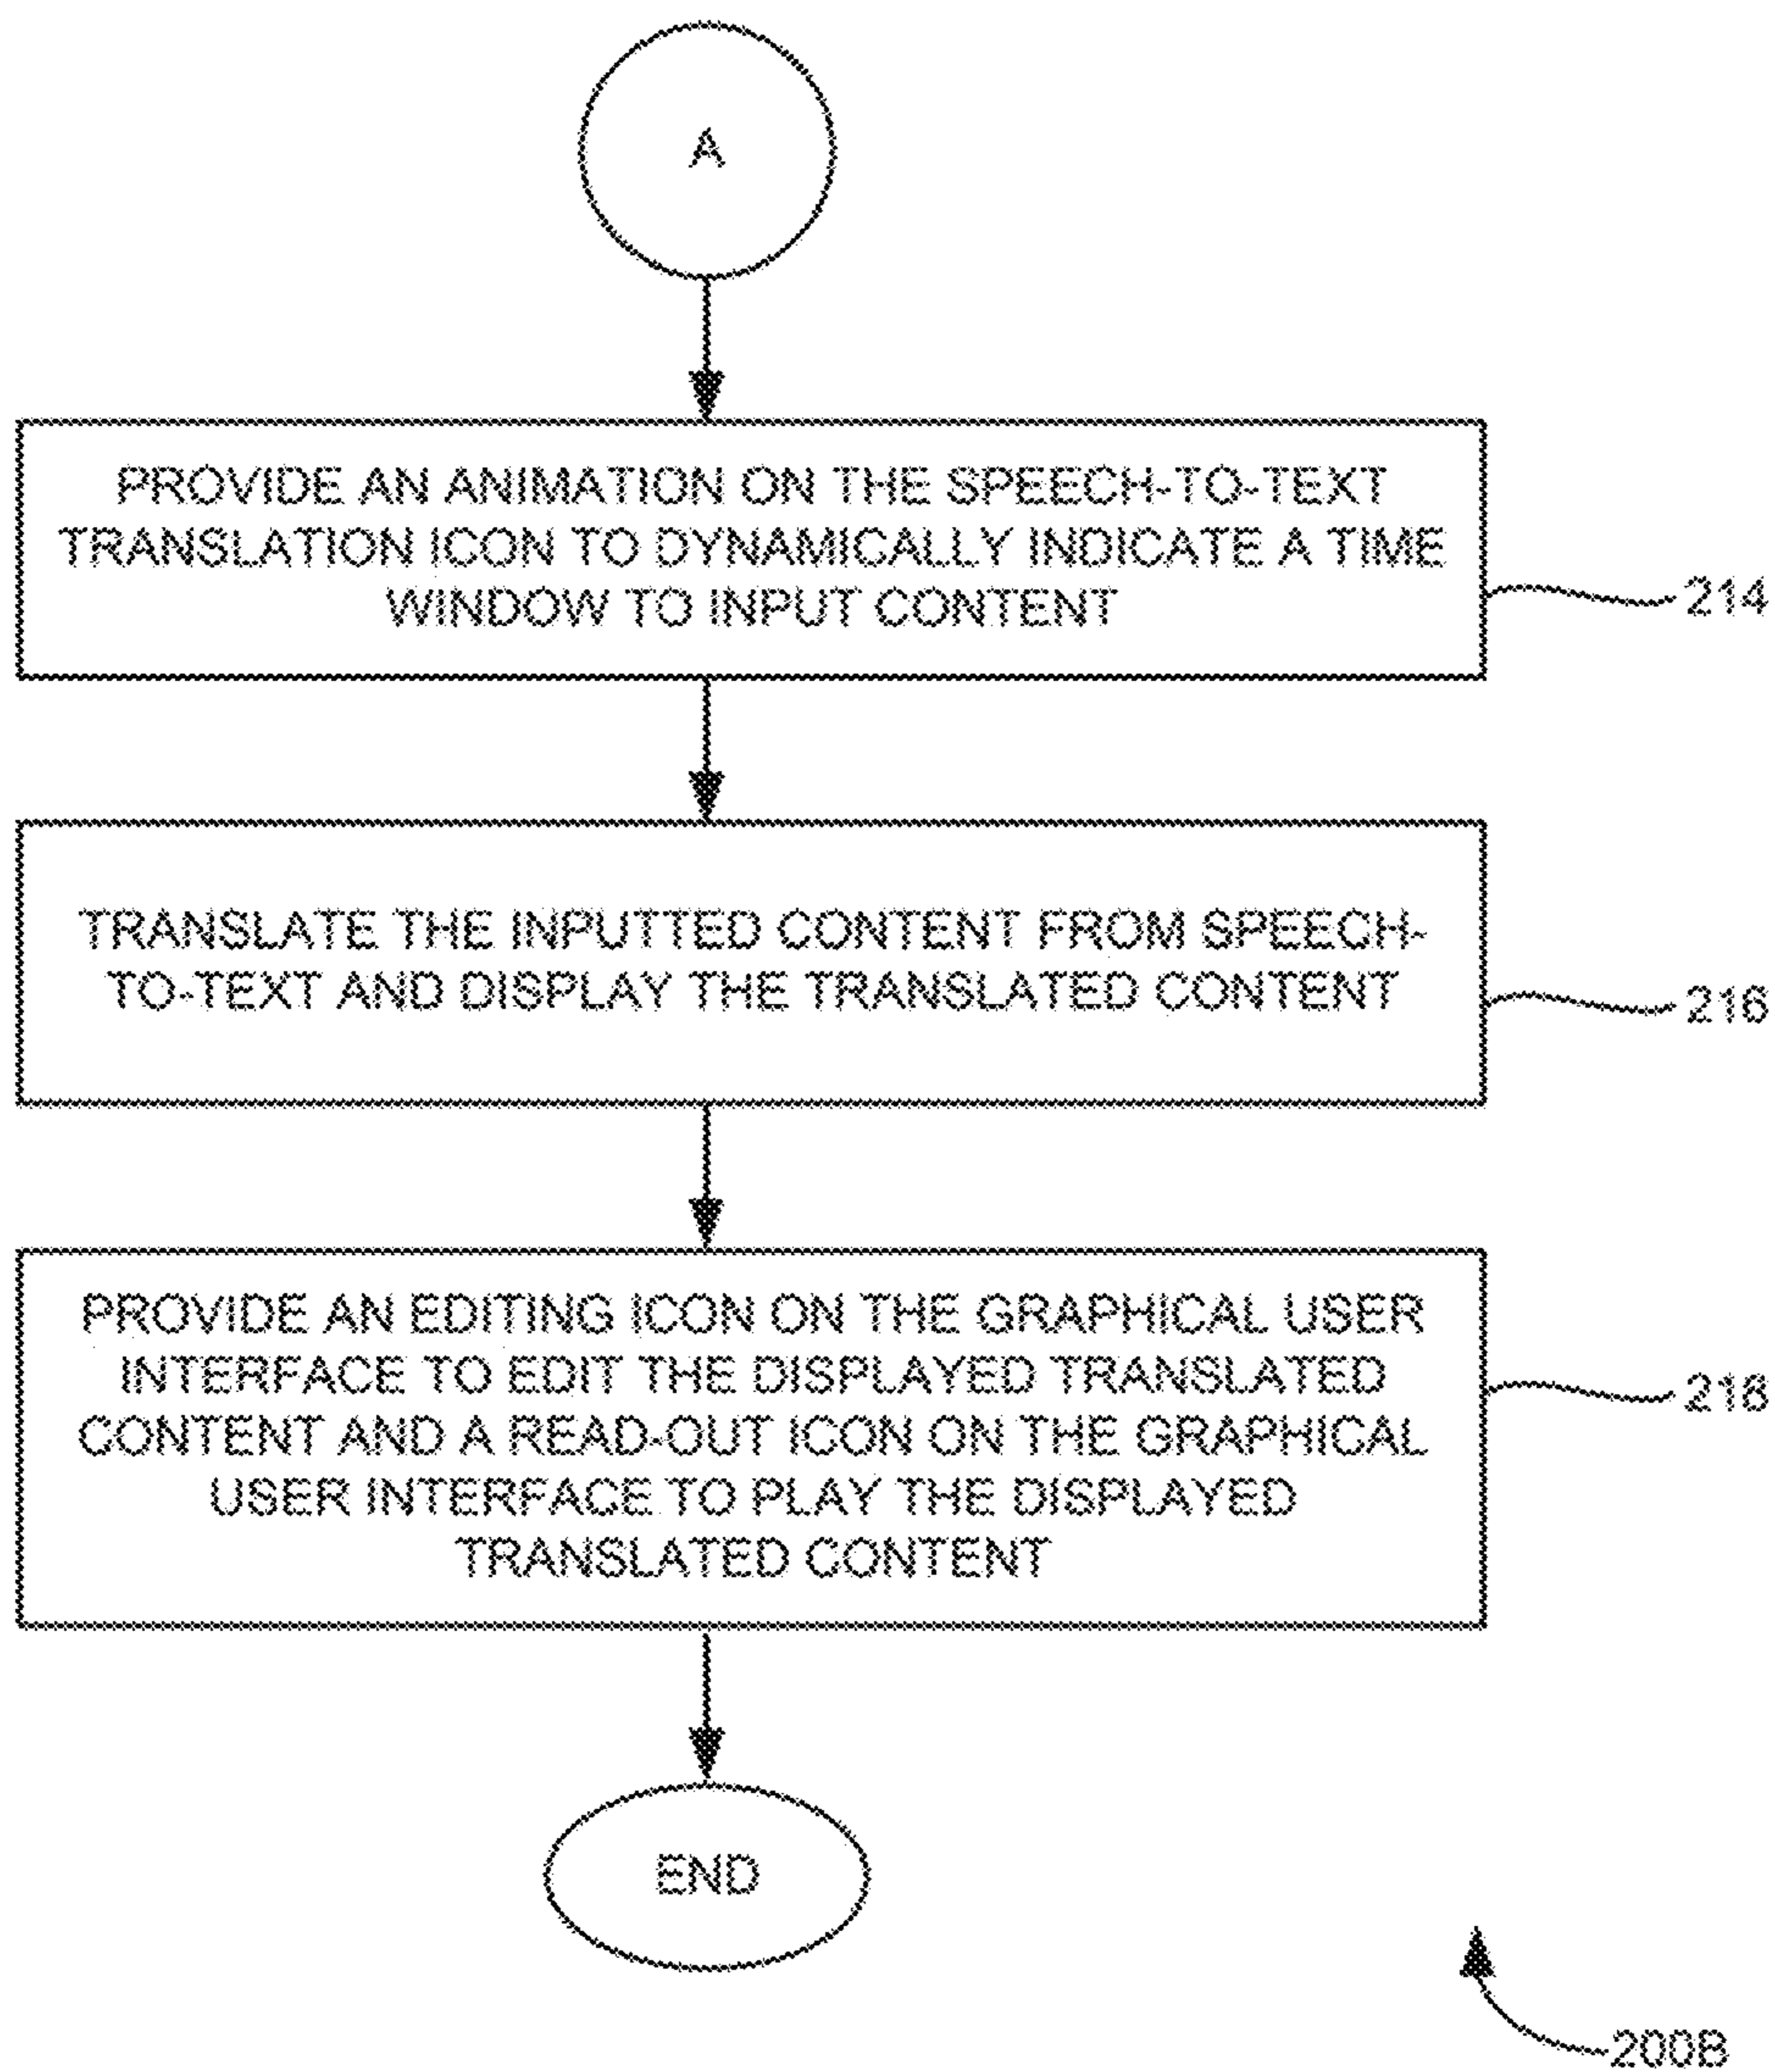 A
PROVIDE AN ANIMATION ON THE SPEECH-TO-TEXT
TRANSLATION ICON TO DYNAMICALLY INDICATE A TIME
WINDOW TO INPUT CONTENT
214
TRANSLATE THE INPUTTED CONTENT FROM SPEECH-
TO-TEXT AND DISPLAY THE TRANSLATED CONTENT
216
PROVIDE AN EDITING ICON ON THE GRAPHICAL USER
INTERFACE TO EDIT THE DISPLAYED TRANSLATED
CONTENT AND A READ-OUT ICON ON THE GRAPHICAL
USER INTERFACE TO PLAY THE DISPLAYED
TRANSLATED CONTENT
218
END
200B